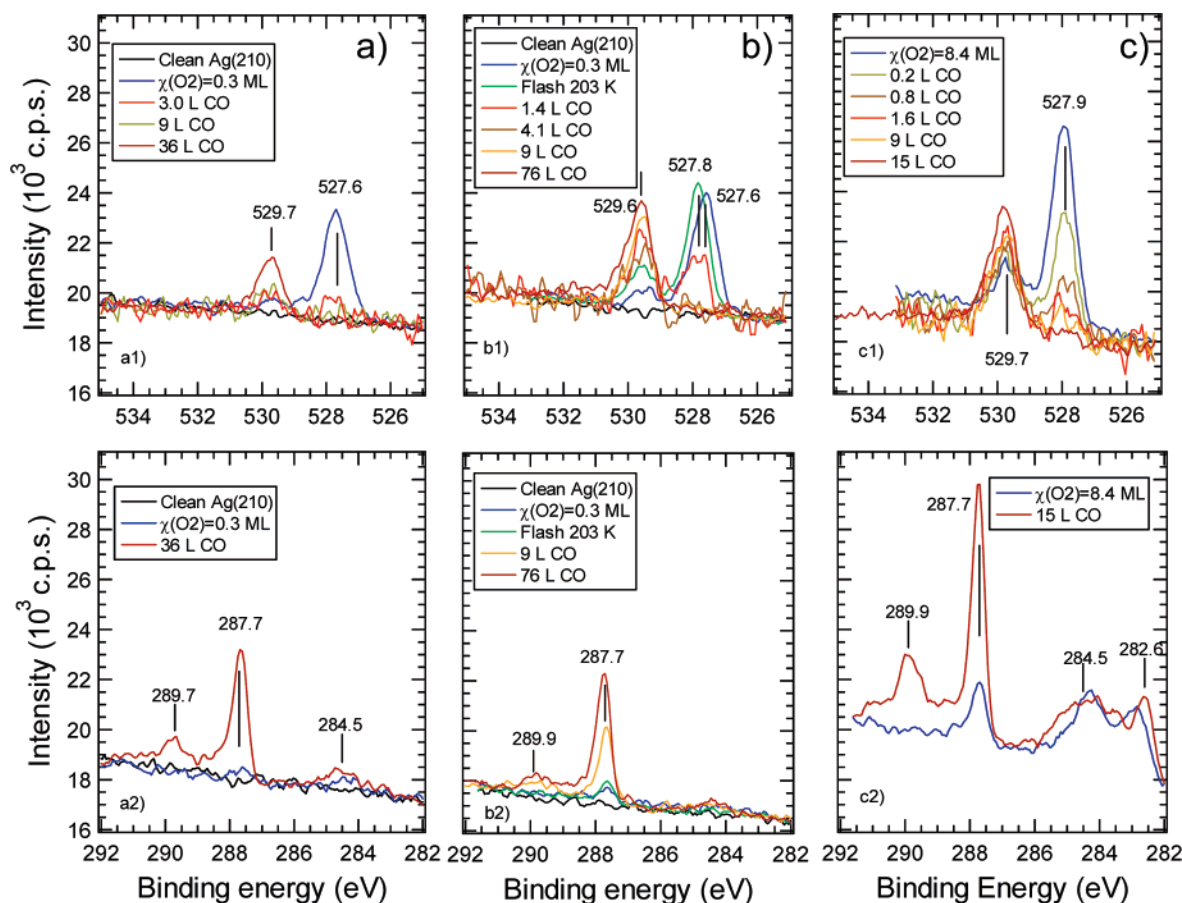 a)
Intensity (10³ c.p.s.)
30
28
26
24
22
20
18
16
Clean Ag(210)
χ(O2)=0.3 ML
3.0 L CO
9 L CO
36 L CO
529.7
527.6
a1)
534 532 530 528 526
b)
Clean Ag(210)
χ(O2)=0.3 ML
Flash 203 K
1.4 L CO
4.1 L CO
9 L CO
76 L CO
529.6
527.8
527.6
b1)
534 532 530 528 526
c)
χ(O2)=8.4 ML
0.2 L CO
0.8 L CO
1.6 L CO
9 L CO
15 L CO
527.9
529.7
c1)
534 532 530 528 526
Intensity (10³ c.p.s.)
30
28
26
24
22
20
18
16
Clean Ag(210)
χ(O2)=0.3 ML
36 L CO
289.7
287.7
284.5
a2)
292 290 288 286 284 282
Binding energy (eV)
Clean Ag(210)
χ(O2)=0.3 ML
Flash 203 K
9 L CO
76 L CO
289.9
287.7
b2)
292 290 288 286 284 282
Binding energy (eV)
χ(O2)=8.4 ML
15 L CO
287.7
289.9
284.5
282.6
c2)
292 290 288 286 284 282
Binding Energy (eV)